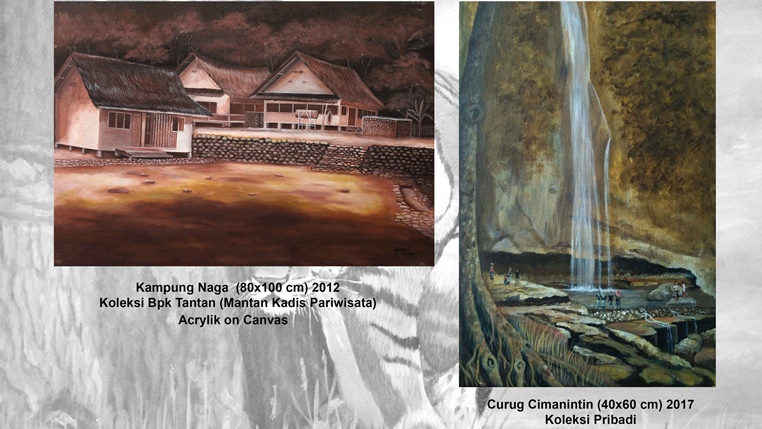 Kampung Naga  (80x100 cm) 2012
Koleksi Bpk Tantan (Mantan Kadis Pariwisata)
Acrylik on Canvas
Curug Cimanintin (40x60 cm) 2017
Koleksi Pribadi